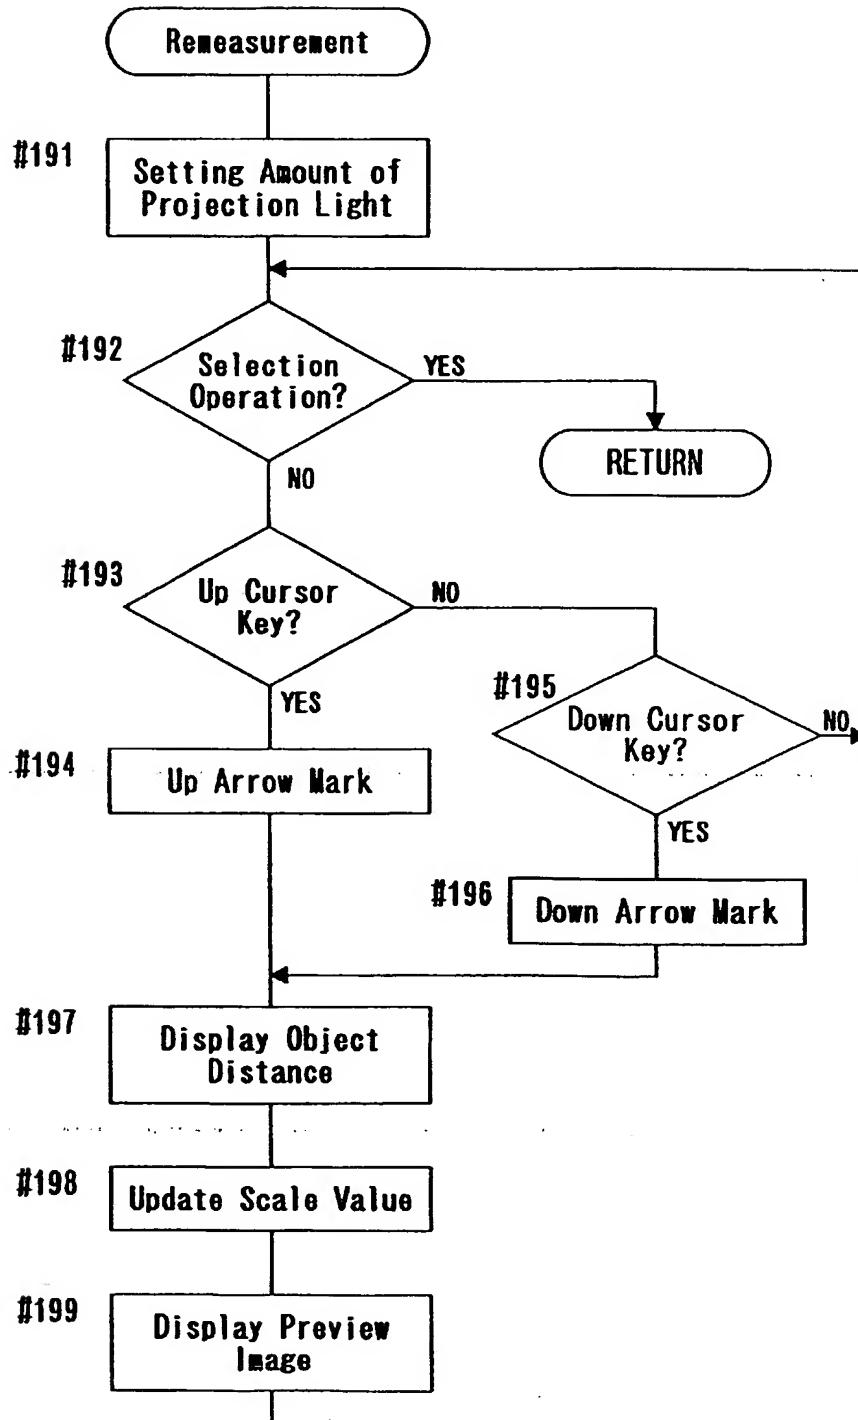 Remeasurement
#191
Setting Amount of
Projection Light
#192
Selection
Operation?
YES
RETURN
NO
#193
Up Cursor
Key?
NO
YES
#195
Down Cursor
Key?
NO
#194
Up Arrow Mark
YES
#196
Down Arrow Mark
#197
Display Object
Distance
#198
Update Scale Value
#199
Display Preview
Image